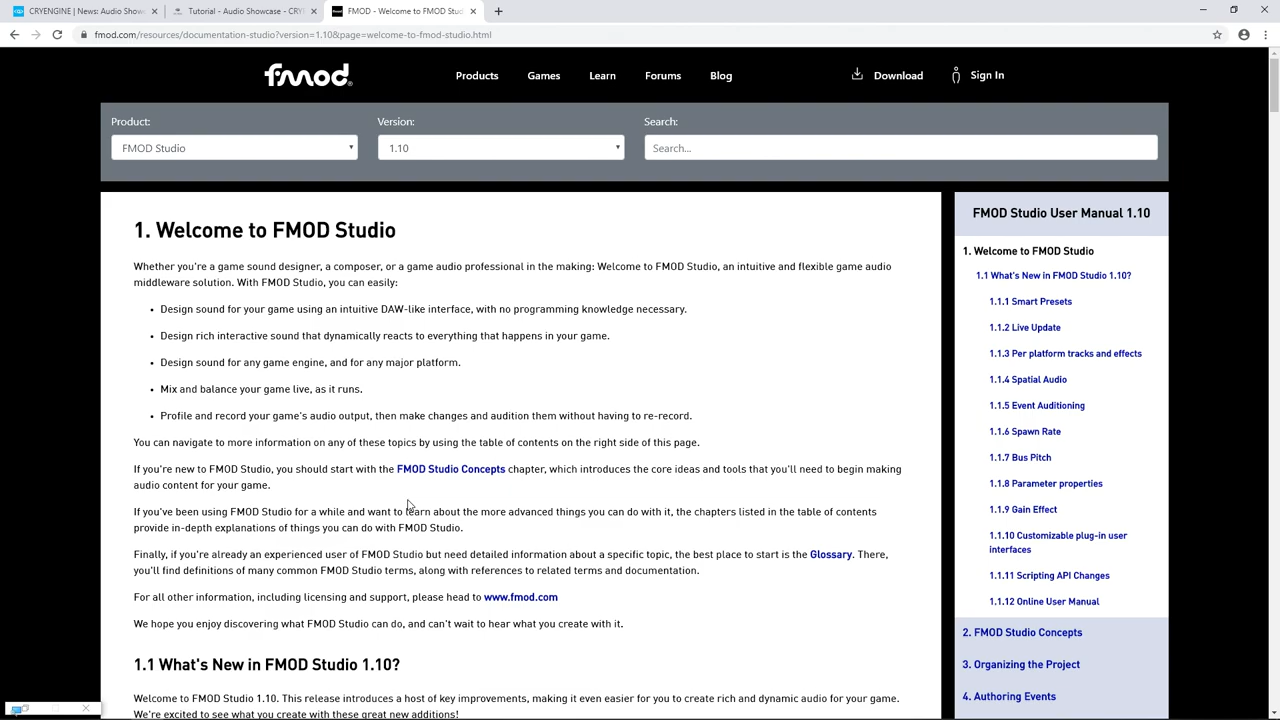 CRYENGINE | News: Audio Show
Tutorial - Audio Showcase - CRYE
FMOD - Welcome to FMOD Stud
fmod.com/resources/documentation-studio?version=1.10&page=welcome-to-fmod-studio.html
fmod
Products
Games
Learn
Forums
Blog
Download
Sign In
Product:
Version:
Search:
FMOD Studio
1.10
Search...
1. Welcome to FMOD Studio
Whether you're a game sound designer, a composer, or a game audio professional in the making: Welcome to FMOD Studio, an intuitive and flexible game audio
middleware solution. With FMOD Studio, you can easily:
• Design sound for your game using an intuitive DAW-like interface, with no programming knowledge necessary.
• Design rich interactive sound that dynamically reacts to everything that happens in your game.
• Design sound for any game engine, and for any major platform.
• Mix and balance your game live, as it runs.
• Profile and record your game's audio output, then make changes and audition them without having to re-record.
You can navigate to more information on any of these topics by using the table of contents on the right side of this page.
If you're new to FMOD Studio, you should start with the FMOD Studio Concepts chapter, which introduces the core ideas and tools that you'll need to begin making
audio content for your game.
If you've been using FMOD Studio for a while and want to learn about the more advanced things you can do with it, the chapters listed in the table of contents
provide in-depth explanations of things you can do with FMOD Studio.
Finally, if you're already an experienced user of FMOD Studio but need detailed information about a specific topic, the best place to start is the Glossary. There,
you'll find definitions of many common FMOD Studio terms, along with references to related terms and documentation.
For all other information, including licensing and support, please head to www.fmod.com
We hope you enjoy discovering what FMOD Studio can do, and can't wait to hear what you create with it.
1.1 What's New in FMOD Studio 1.10?
Welcome to FMOD Studio 1.10. This release introduces a host of key improvements, making it even easier for you to create rich and dynamic audio for your game.
We're excited to see what you create with these great new additions!
FMOD Studio User Manual 1.10
1. Welcome to FMOD Studio
1.1 What's New in FMOD Studio 1.10?
1.1.1 Smart Presets
1.1.2 Live Update
1.1.3 Per platform tracks and effects
1.1.4 Spatial Audio
1.1.5 Event Auditioning
1.1.6 Spawn Rate
1.1.7 Bus Pitch
1.1.8 Parameter properties
1.1.9 Gain Effect
1.1.10 Customizable plug-in user
interfaces
1.1.11 Scripting API Changes
1.1.12 Online User Manual
2. FMOD Studio Concepts
3. Organizing the Project
4. Authoring Events